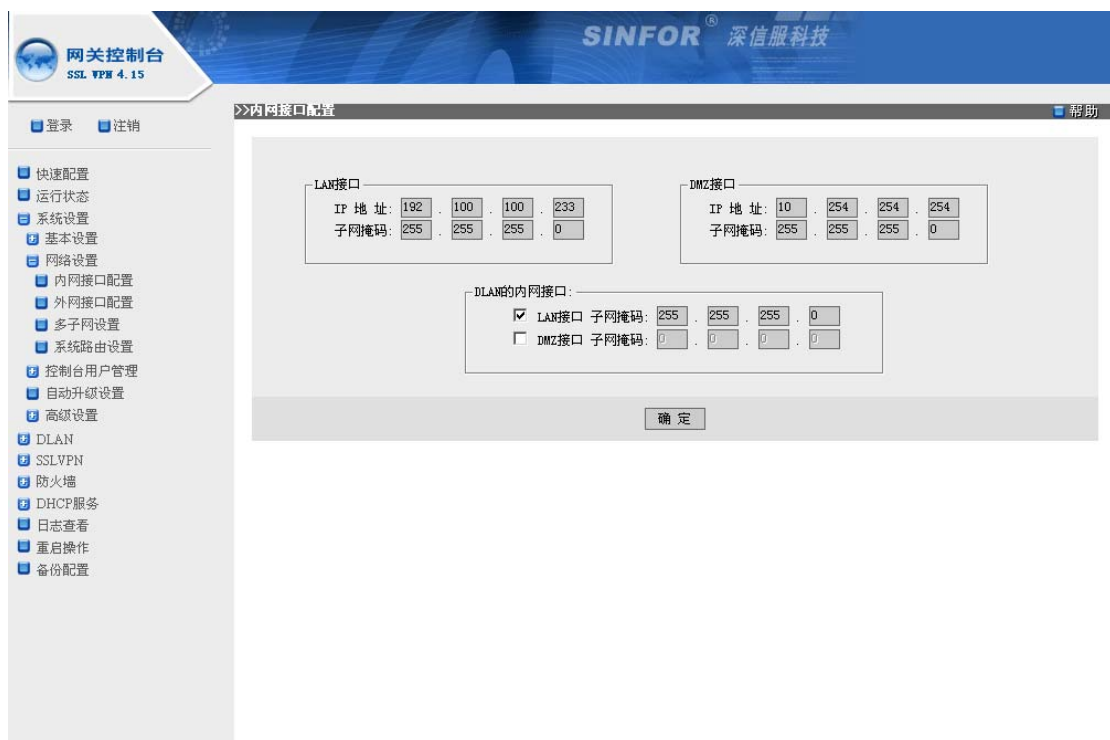 SINFOR® 深信服科技
网关控制台
SSL VPN 4.15
登录 注销
>>内网接口配置 帮助
快速配置
运行状态
系统设置
基本设置
网络设置
内网接口配置
外网接口配置
多子网设置
系统路由设置
控制台用户管理
自动升级设置
高级设置
DLAN
SSLVPN
防火墙
DHCP服务
日志查看
重启操作
备份配置
LAN接口
IP 地 址: 192 . 100 . 100 . 233
子网掩码: 255 . 255 . 255 . 0
DMZ接口
IP 地 址: 10 . 254 . 254 . 254
子网掩码: 255 . 255 . 255 . 0
DLAN的内网接口:
LAN接口 子网掩码: 255 . 255 . 255 . 0
DMZ接口 子网掩码: 0 . 0 . 0 . 0
确 定